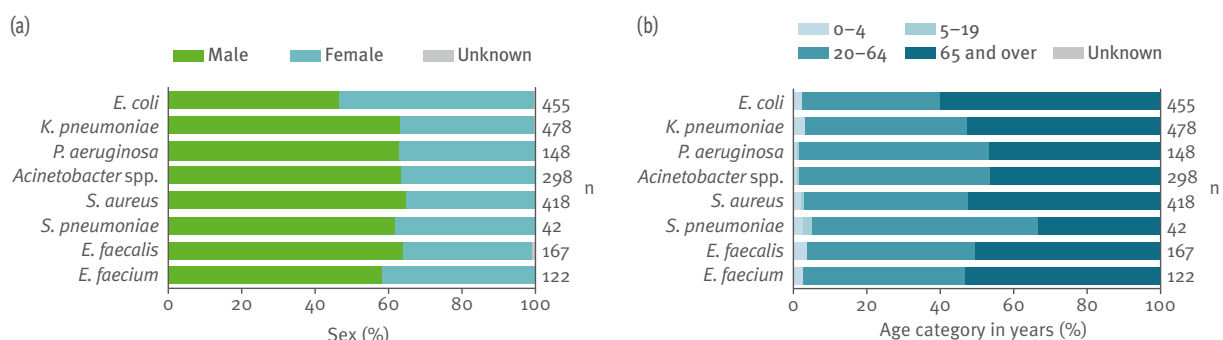 (a)
Male Female Unknown
E. coli 455
K. pneumoniae 478
P. aeruginosa 148
Acinetobacter spp. 298
n
S. aureus 418
S. pneumoniae 42
E. faecalis 167
E. faecium 122
0 20 40 60 80 100
Sex (%)
(b)
0–4 5–19
20–64 65 and over Unknown
E. coli 455
K. pneumoniae 478
P. aeruginosa 148
Acinetobacter spp. 298
n
S. aureus 418
S. pneumoniae 42
E. faecalis 167
E. faecium 122
0 20 40 60 80 100
Age category in years (%)